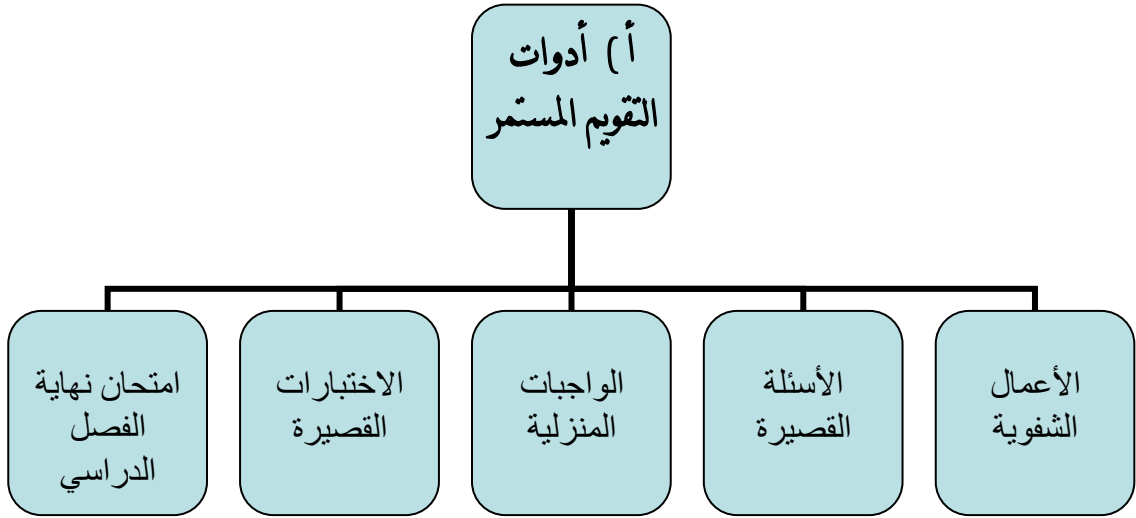 أ ) أدوات
التقويم المستمر
الأعمال
الشفوية
الأسئلة
القصيرة
الواجبات
المنزلية
الاختبارات
القصيرة
امتحان نهاية
الفصل
الدراسي